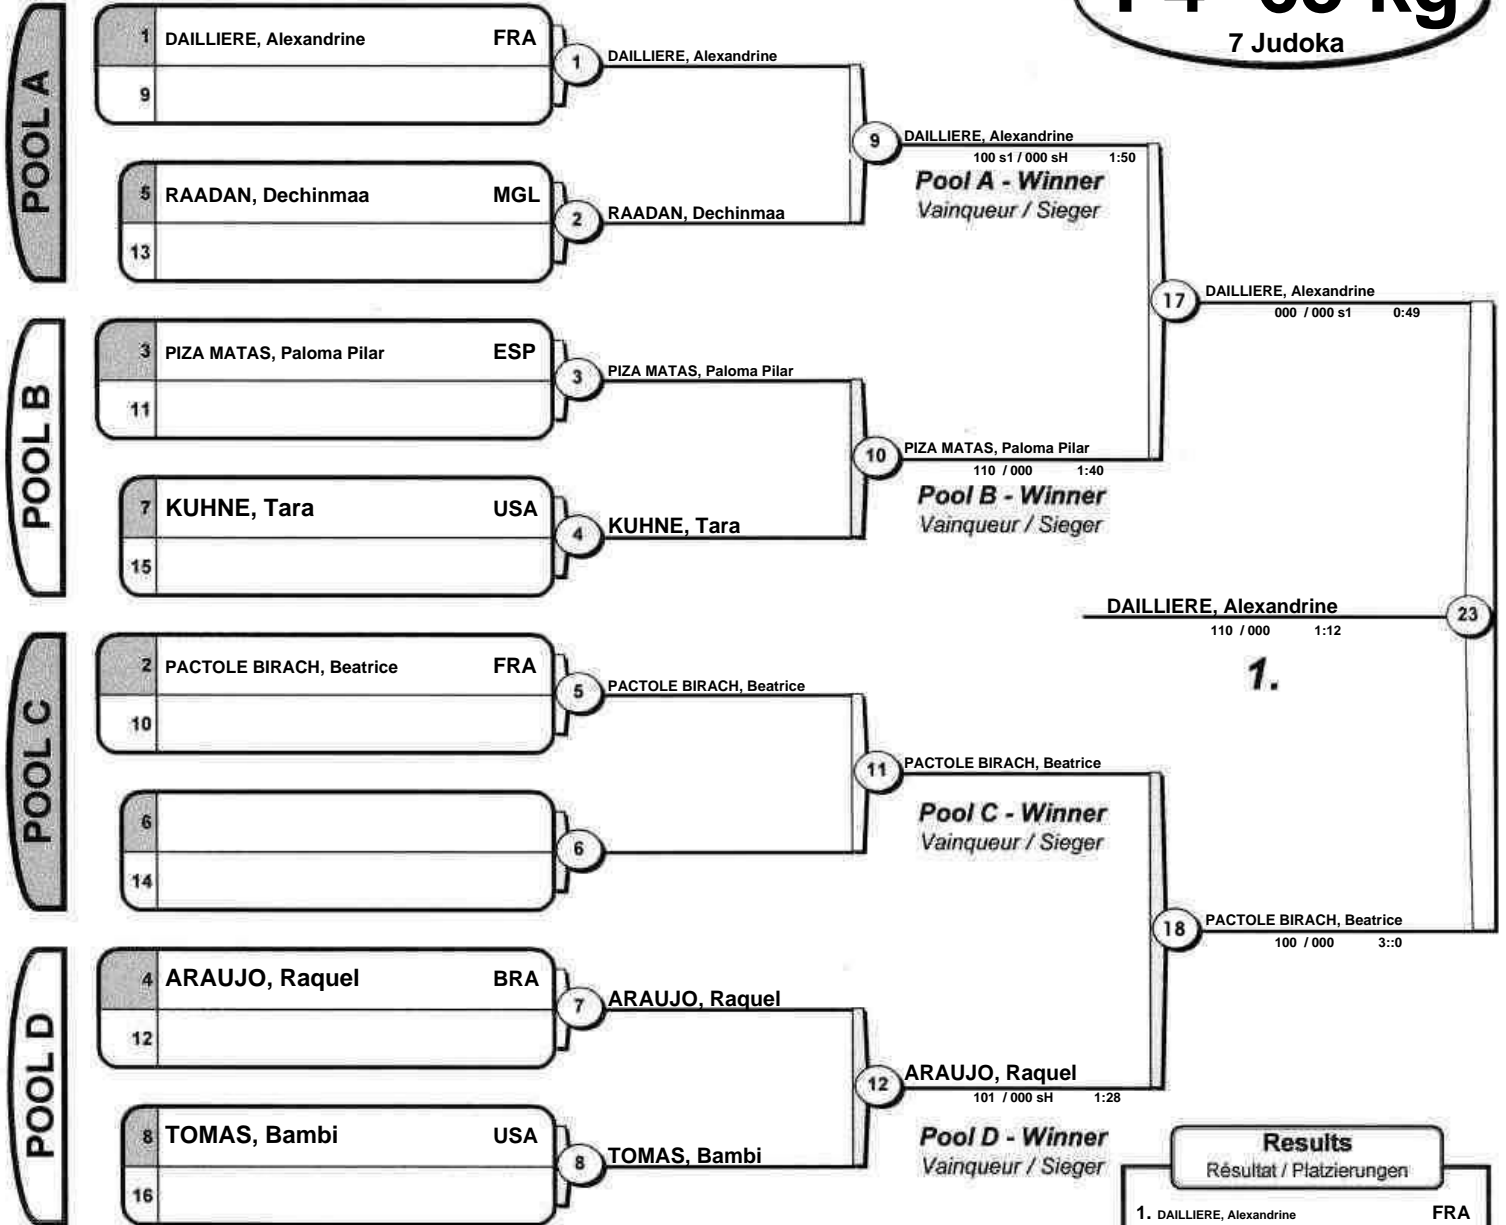 7 Judoka
POOL A
1 DAILLIERE, Alexandrine FRA
9
1 DAILLIERE, Alexandrine
5 RAADAN, Dechinmaa MGL
13
2 RAADAN, Dechinmaa
9 DAILLIERE, Alexandrine
100 s1 / 000 sH 1:50
Pool A - Winner
Vainqueur / Sieger
POOL B
3 PIZA MATAS, Paloma Pilar ESP
11
3 PIZA MATAS, Paloma Pilar
7 KUHNE, Tara USA
15
4 KUHNE, Tara
10 PIZA MATAS, Paloma Pilar
110 / 000 1:40
Pool B - Winner
Vainqueur / Sieger
17 DAILLIERE, Alexandrine
000 / 000 s1 0:49
DAILLIERE, Alexandrine 23
110 / 000 1:12
1.
POOL C
2 PACTOLE BIRACH, Beatrice FRA
10
5 PACTOLE BIRACH, Beatrice
6
14
6
11 PACTOLE BIRACH, Beatrice
Pool C - Winner
Vainqueur / Sieger
18 PACTOLE BIRACH, Beatrice
100 / 000 3::0
POOL D
4 ARAUJO, Raquel BRA
12
7 ARAUJO, Raquel
8 TOMAS, Bambi USA
16
8 TOMAS, Bambi
12 ARAUJO, Raquel
101 / 000 sH 1:28
Pool D - Winner
Vainqueur / Sieger
Results
Résultat / Platzierungen
1. DAILLIERE, Alexandrine FRA